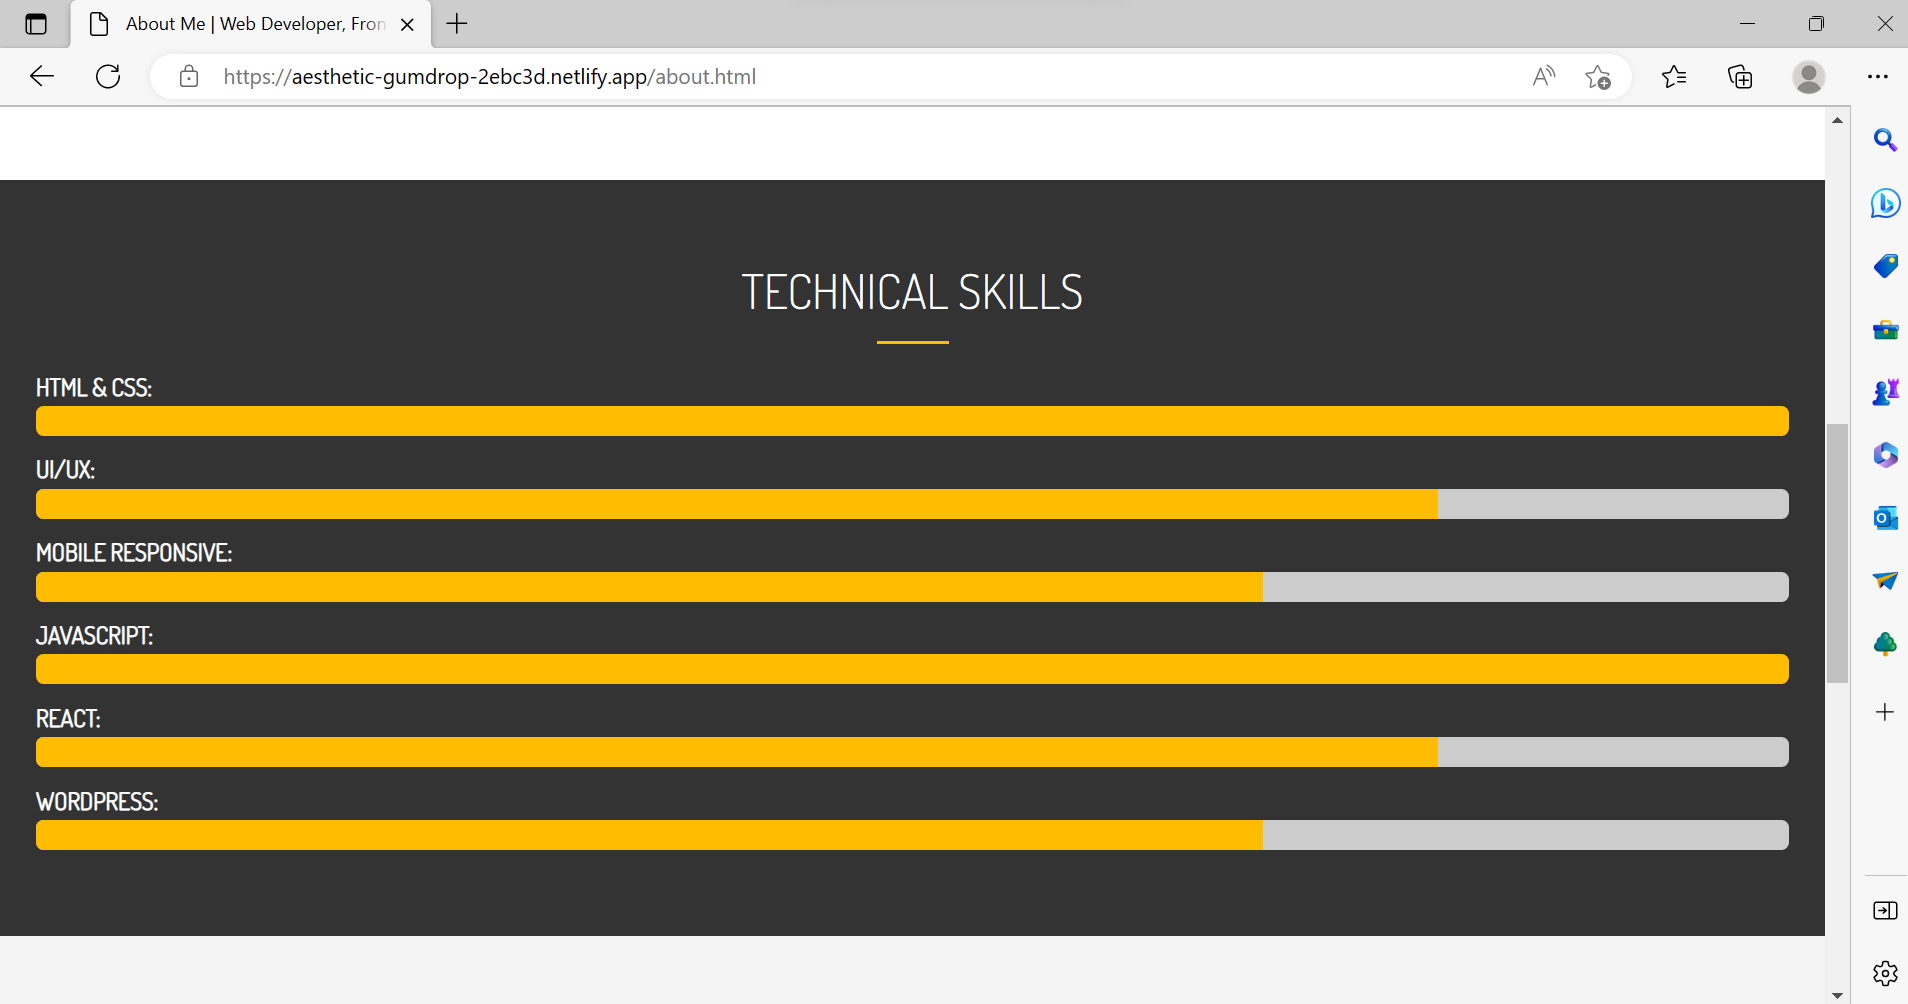 About Me | Web Developer, Fron
https://aesthetic-gumdrop-2ebc3d.netlify.app/about.html
TECHNICAL SKILLS
HTML & CSS:
UI/UX:
MOBILE RESPONSIVE:
JAVASCRIPT:
REACT:
WORDPRESS: